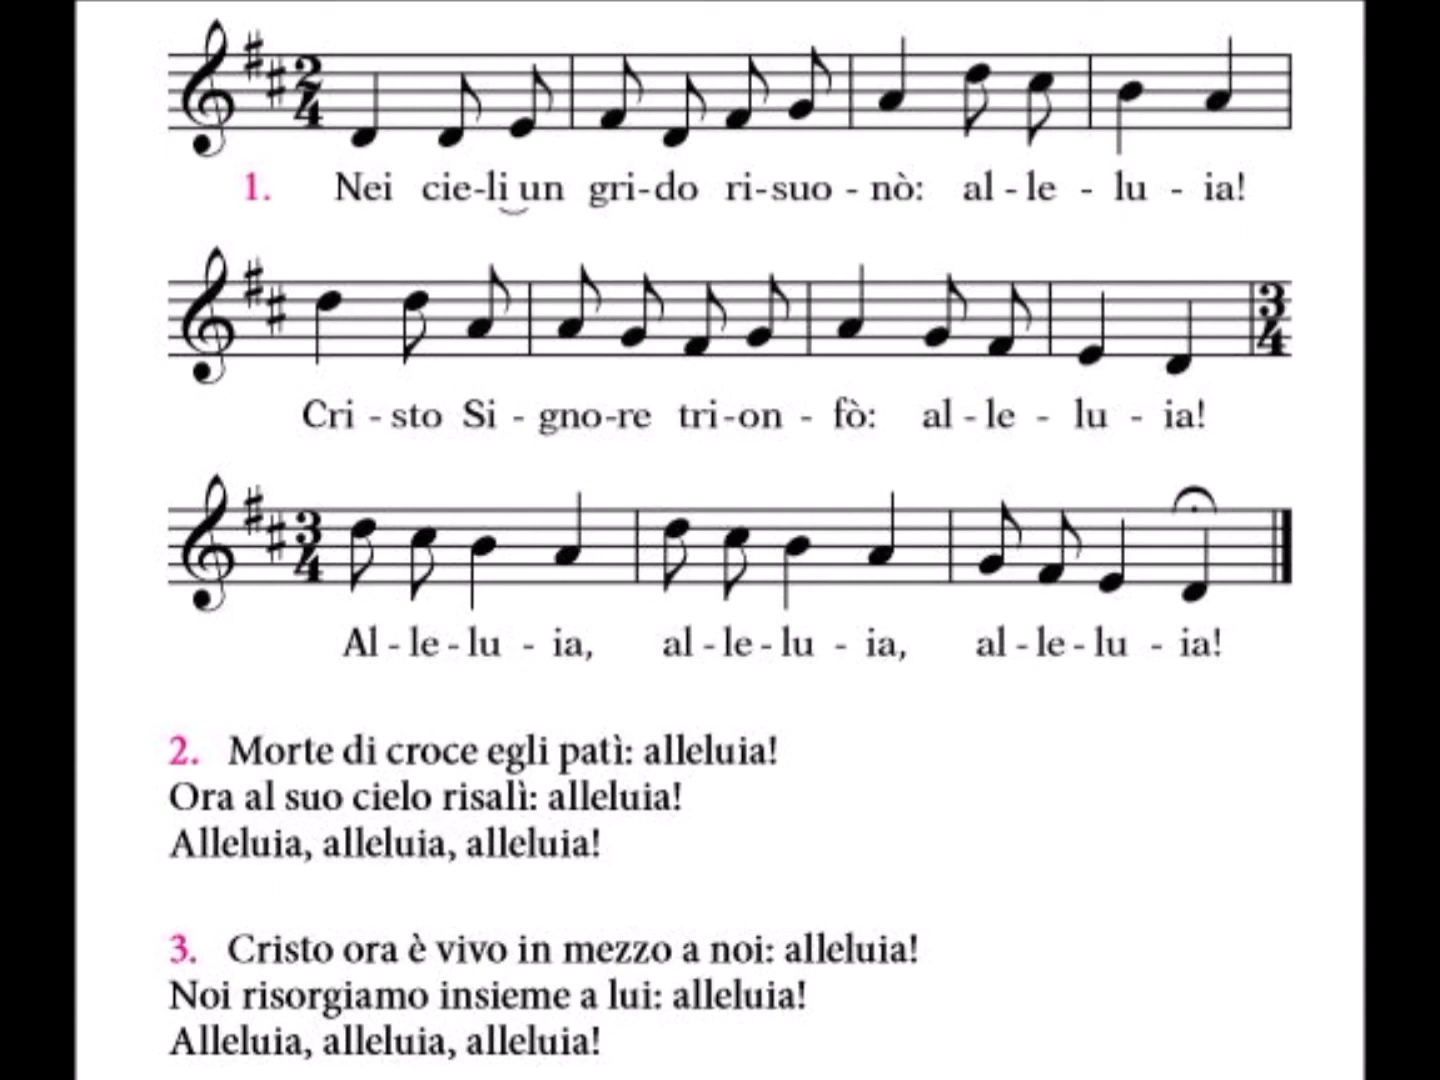 1. Nei cie-li un gri-do ri-suo - nò: al - le - lu - ia!
Cri - sto Si - gno-re tri-on - fò: al - le - lu - ia!
Al - le - lu - ia, al - le - lu - ia, al - le - lu - ia!
2. Morte di croce egli patì: alleluia!
Ora al suo cielo risalì: alleluia!
Alleluia, alleluia, alleluia!
3. Cristo ora è vivo in mezzo a noi: alleluia!
Noi risorgiamo insieme a lui: alleluia!
Alleluia, alleluia, alleluia!